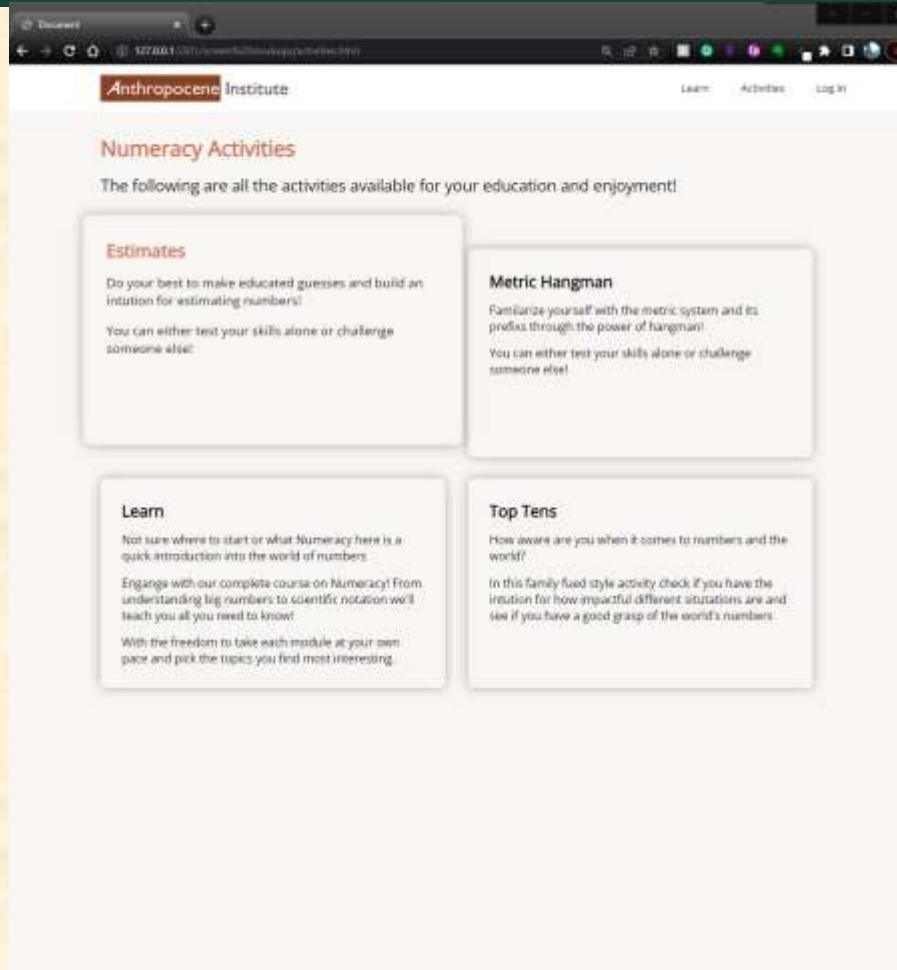 Document
127.0.0.1
Anthropocene Institute
Learn Activities Log In
Numeracy Activities
The following are all the activities available for your education and enjoyment!
Estimates
Do your best to make educated guesses and build an
intution for estimating numbers!
You can either test your skills alone or challenge
someone else!
Metric Hangman
Familarize yourself with the metric system and its
prefixs through the power of hangman!
You can either test your skills alone or challenge
someone else!
Learn
Not sure where to start or what Numeracy here is a
quick introduction into the world of numbers
Engange with our complete course on Numeracy! From
understanding big numbers to scientific notation we'll
teach you all you need to know!
With the freedom to take each module at your own
pace and pick the topics you find most interesting.
Top Tens
How aware are you when it comes to numbers and the
world?
In this family fued style activity check if you have the
intution for how impactful different situtations are and
see if you have a good grasp of the world's numbers